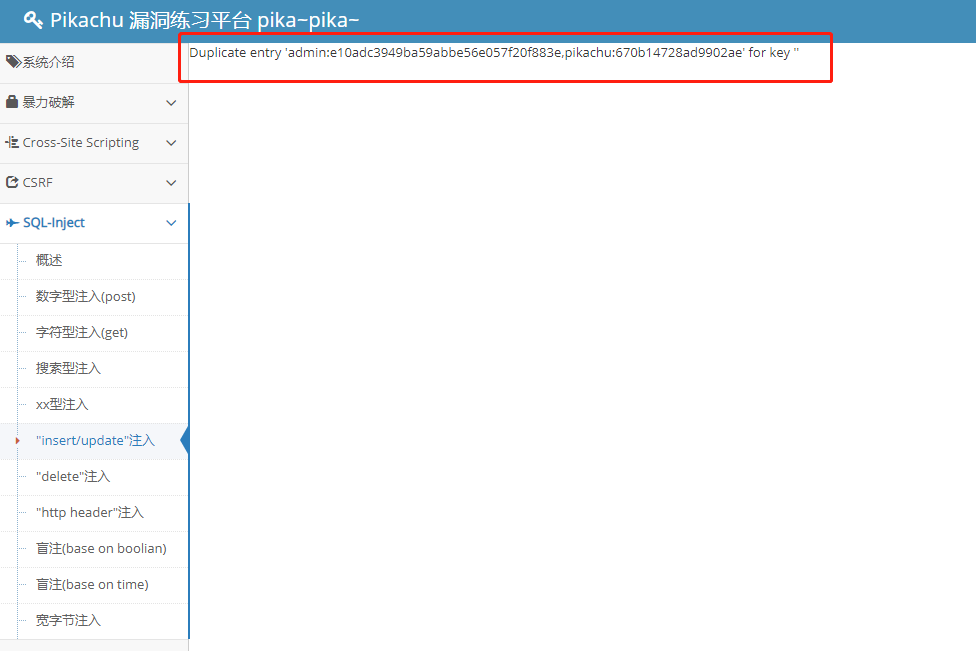 Pikachu 漏洞练习平台 pika~pika~
Duplicate entry 'admin:e10adc3949ba59abbe56e057f20f883e,pikachu:670b14728ad9902ae' for key ''
系统介绍
暴力破解
Cross-Site Scripting
CSRF
SQL-Inject
概述
数字型注入(post)
字符型注入(get)
搜索型注入
xx型注入
"insert/update"注入
"delete"注入
"http header"注入
盲注(base on boolian)
盲注(base on time)
宽字节注入